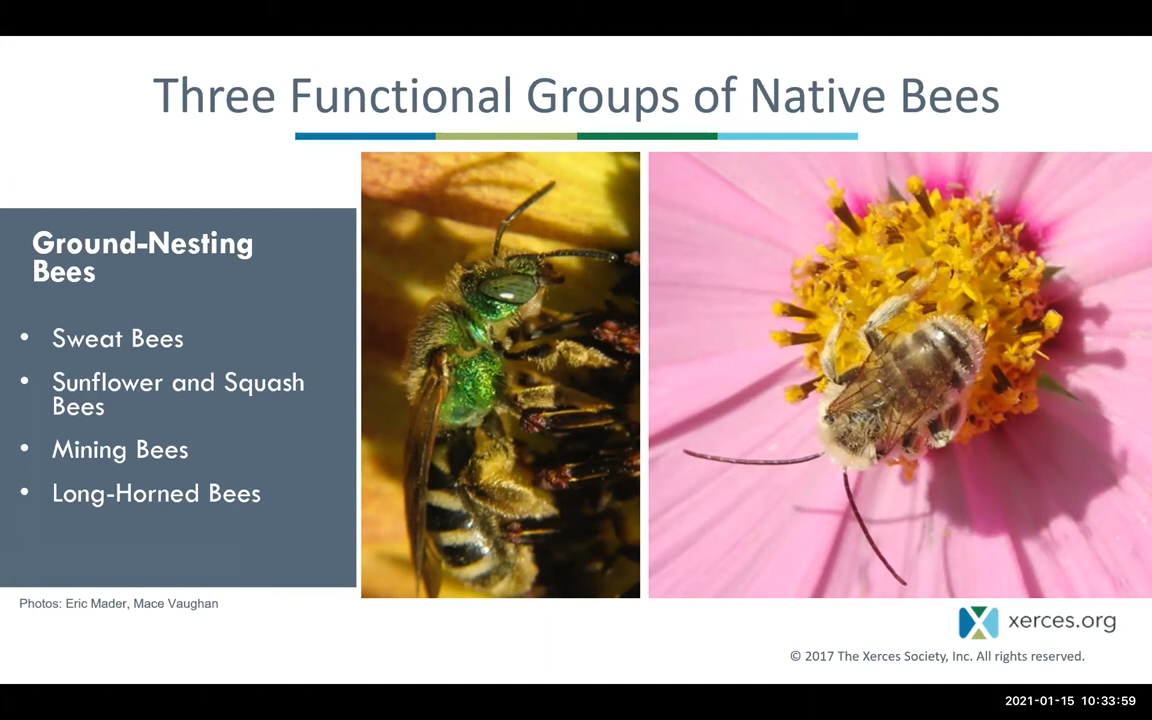 Three Functional Groups of Native Bees
Ground-Nesting
Bees
• Sweat Bees
• Sunflower and Squash
Bees
• Mining Bees
• Long-Horned Bees
Photos: Eric Mader, Mace Vaughan
xerces.org
© 2017 The Xerces Society, Inc. All rights reserved.
2021-01-15 10:33:59